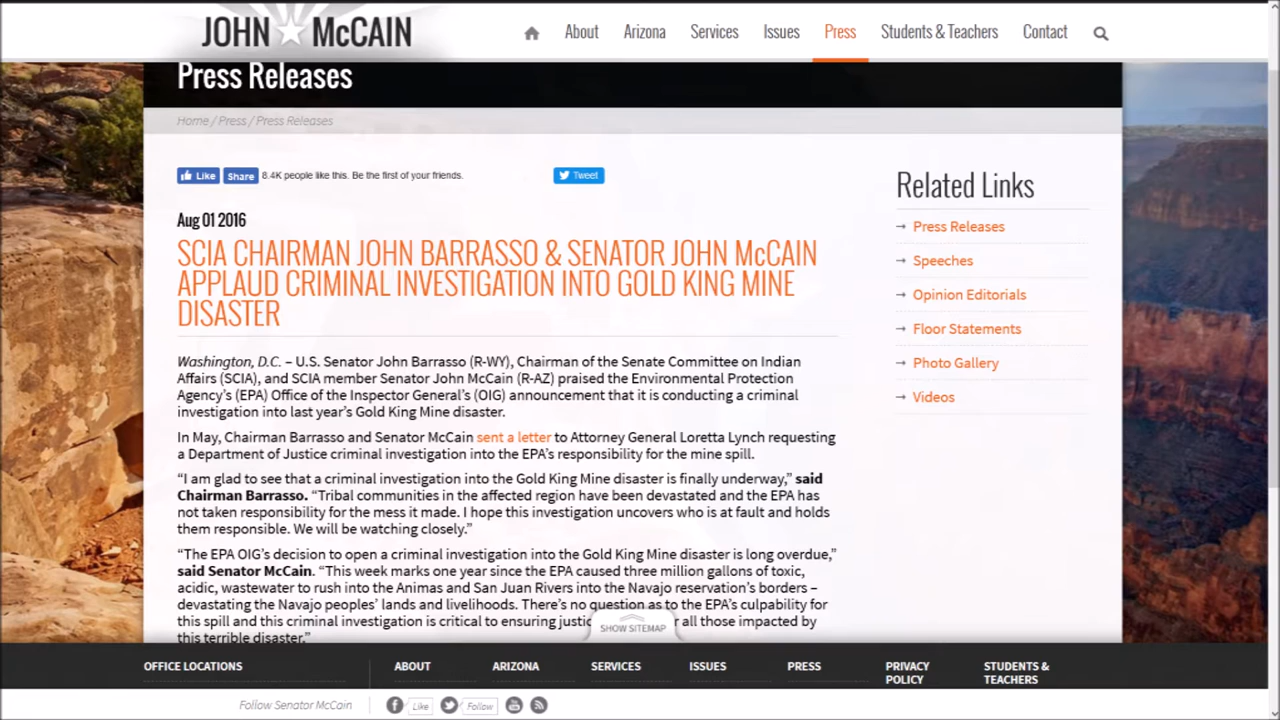 JOHN McCAIN
About Arizona Services Issues Press Students & Teachers Contact
Press Releases
Home / Press / Press Releases
Like Share 8.4K people like this. Be the first of your friends.
Tweet
Aug 01 2016
SCIA CHAIRMAN JOHN BARRASSO & SENATOR JOHN McCAIN
APPLAUD CRIMINAL INVESTIGATION INTO GOLD KING MINE
DISASTER
Washington, D.C. – U.S. Senator John Barrasso (R-WY), Chairman of the Senate Committee on Indian
Affairs (SCIA), and SCIA member Senator John McCain (R-AZ) praised the Environmental Protection
Agency's (EPA) Office of the Inspector General's (OIG) announcement that it is conducting a criminal
investigation into last year's Gold King Mine disaster.
In May, Chairman Barrasso and Senator McCain sent a letter to Attorney General Loretta Lynch requesting
a Department of Justice criminal investigation into the EPA's responsibility for the mine spill.
“I am glad to see that a criminal investigation into the Gold King Mine disaster is finally underway,” said
Chairman Barrasso. “Tribal communities in the affected region have been devastated and the EPA has
not taken responsibility for the mess it made. I hope this investigation uncovers who is at fault and holds
them responsible. We will be watching closely.”
“The EPA OIG's decision to open a criminal investigation into the Gold King Mine disaster is long overdue,”
said Senator McCain. “This week marks one year since the EPA caused three million gallons of toxic,
acidic, wastewater to rush into the Animas and San Juan Rivers into the Navajo reservation's borders –
devastating the Navajo peoples' lands and livelihoods. There's no question as to the EPA's culpability for
this spill and this criminal investigation is critical to ensuring all those impacted by
this terrible disaster.”
SHOW SITEMAP
Related Links
→ Press Releases
→ Speeches
→ Opinion Editorials
→ Floor Statements
→ Photo Gallery
→ Videos
OFFICE LOCATIONS ABOUT ARIZONA SERVICES ISSUES PRESS PRIVACY STUDENTS &
POLICY TEACHERS
Follow Senator McCain Like Follow